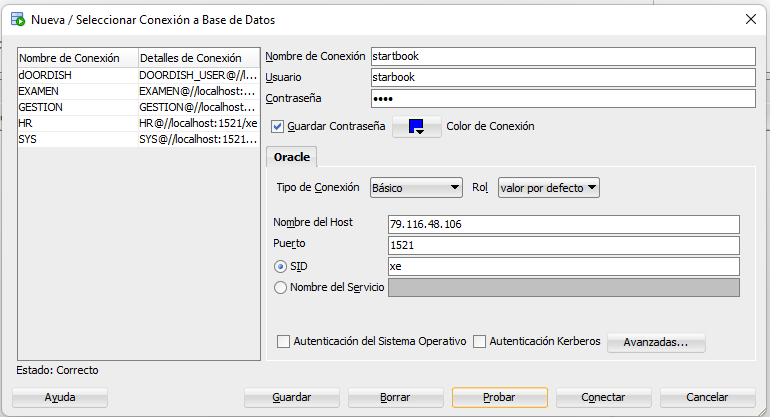 Nueva / Seleccionar Conexión a Base de Datos
Nombre de Conexión Detalles de Conexión
dOORDISH DOORDISH_USER@//l...
EXAMEN EXAMEN@//localhost:...
GESTION GESTION@//localhost:...
HR HR@//localhost:1521/xe
SYS SYS@//localhost:1521...
Nombre de Conexión startbook
Usuario starbook
Contraseña ••••
Guardar Contraseña Color de Conexión
Oracle
Tipo de Conexión Básico Rol valor por defecto
Nombre del Host 79.116.48.106
Puerto 1521
SID xe
Nombre del Servicio
Autenticación del Sistema Operativo Autenticación Kerberos Avanzadas...
Estado: Correcto
Ayuda Guardar Borrar Probar Conectar Cancelar